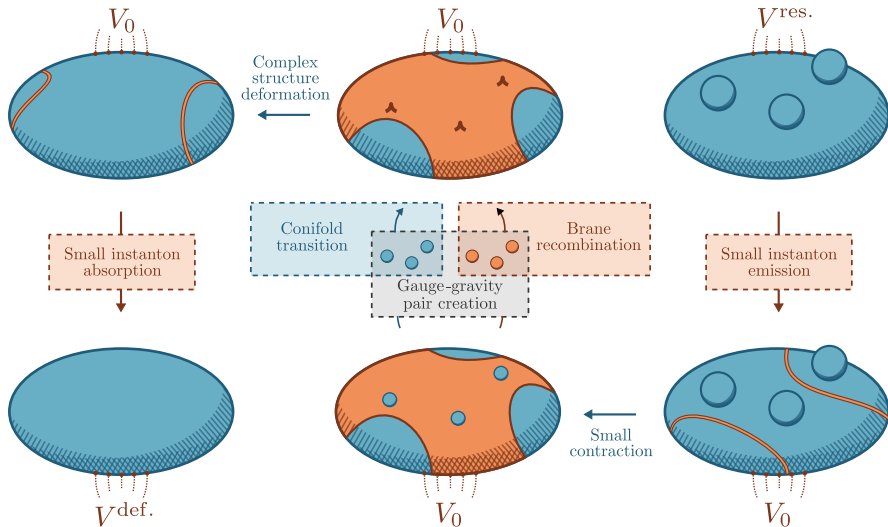 V₀
V₀
Vʳᵉˢ·
Complex
structure
deformation
Conifold
transition
Brane
recombination
Small instanton
absorption
Small instanton
emission
Gauge-gravity
pair creation
Small
contraction
Vᵈᵉᶠ·
V₀
V₀